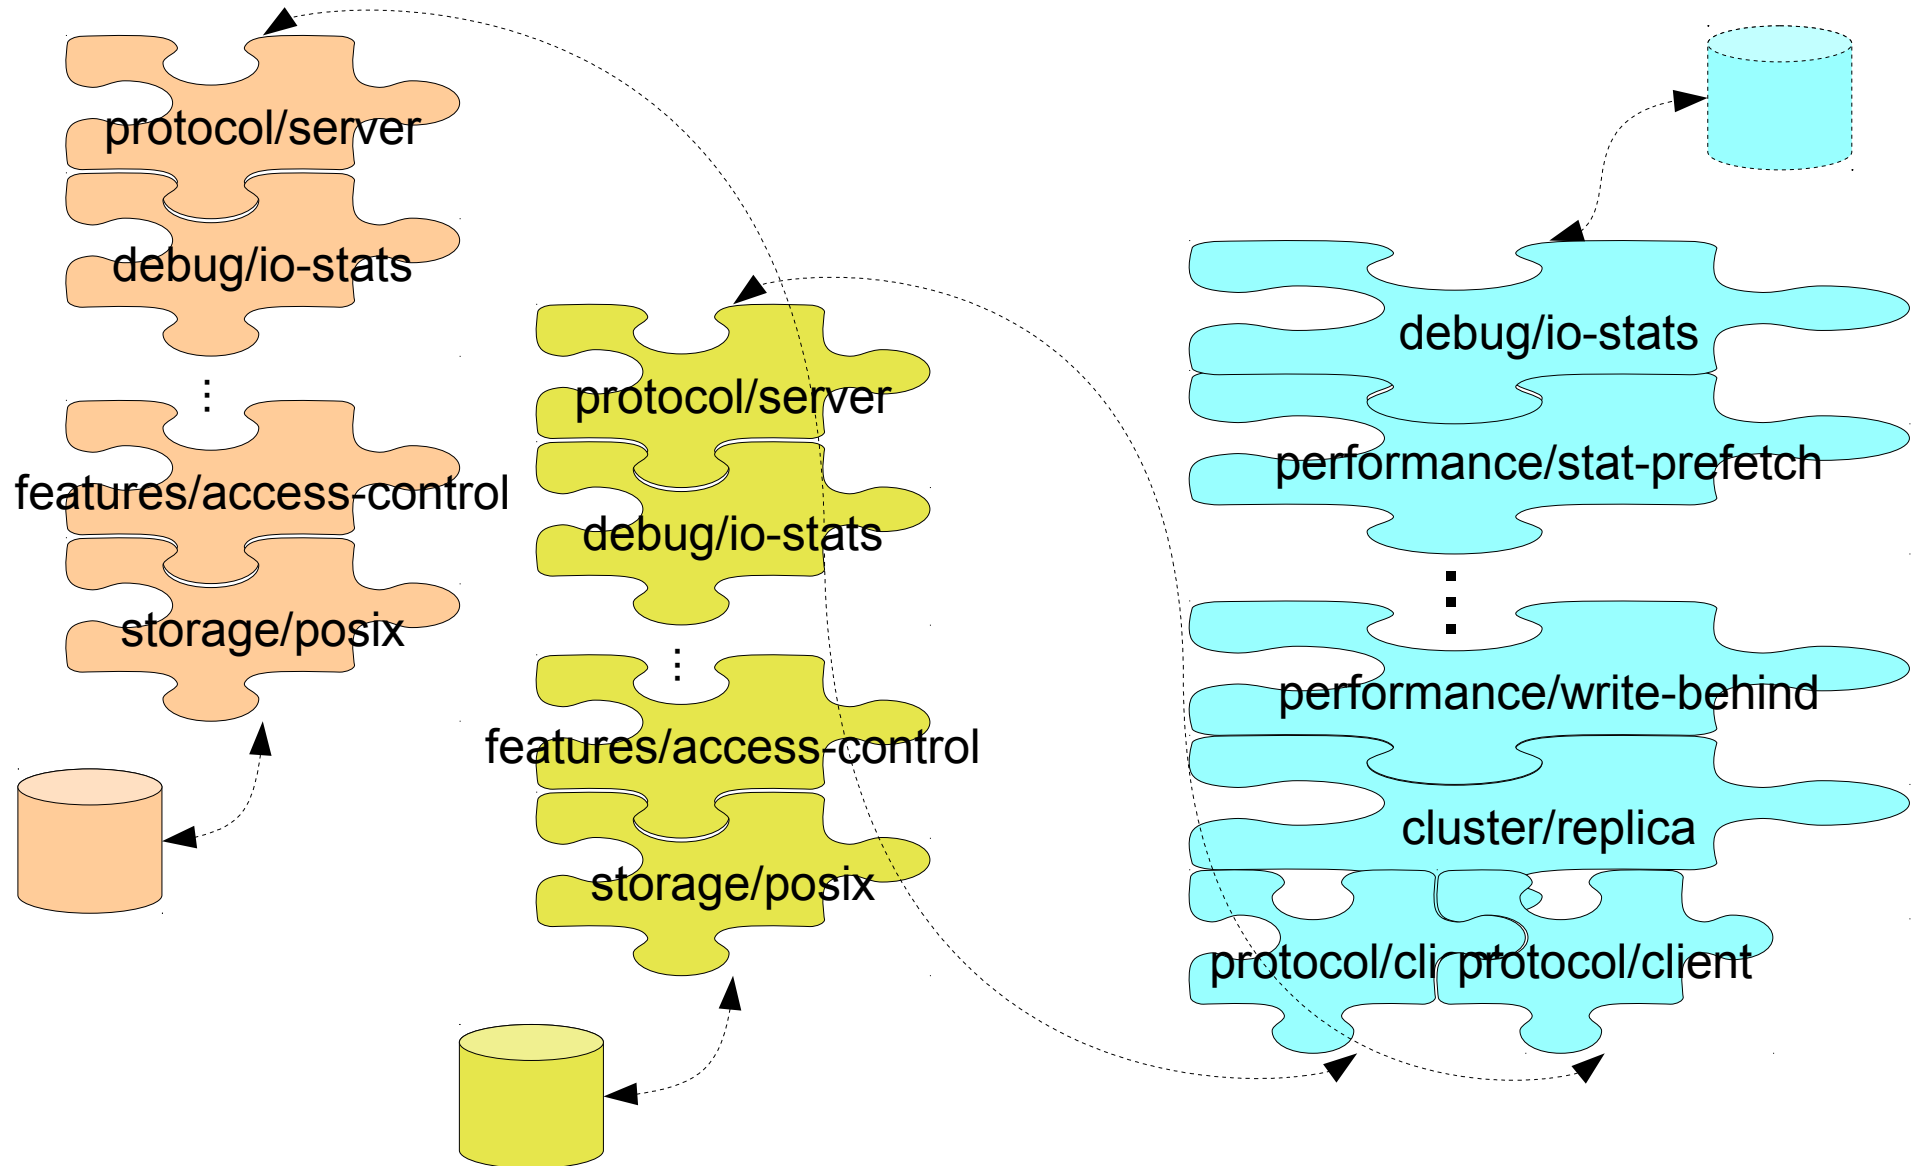 protocol/server
debug/io-stats
features/access-control
storage/posix
protocol/server
debug/io-stats
features/access-control
storage/posix
debug/io-stats
performance/stat-prefetch
performance/write-behind
cluster/replica
protocol/cli
protocol/client